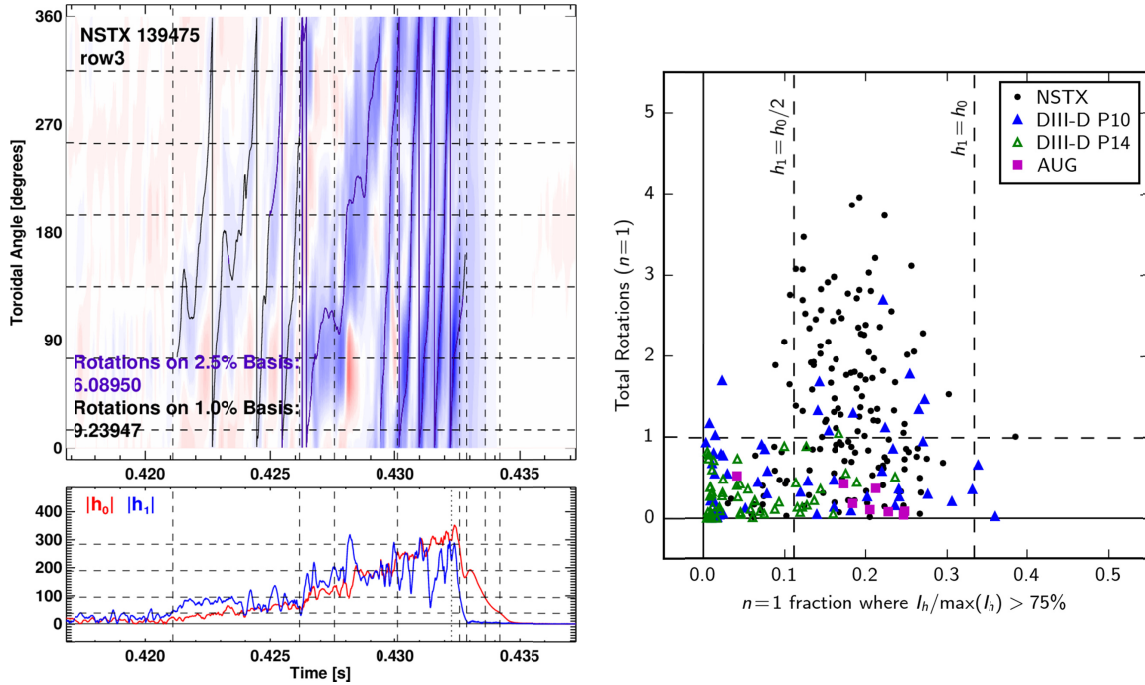 360
270
180
90
0
Toroidal Angle [degrees]
NSTX 139475
row3
Rotations on 2.5% Basis:
6.08950
Rotations on 1.0% Basis:
9.23947
0.420 0.425 0.430 0.435
|h₀| |h₁|
400
300
200
100
0
0.420 0.425 0.430 0.435
Time [s]
5
4
3
2
1
0
Total Rotations (n=1)
h₁=h₀/2
h₁=h₀
NSTX
DIII-D P10
DIII-D P14
AUG
0.0 0.1 0.2 0.3 0.4 0.5
n=1 fraction where Iₕ/max(Iₕ) > 75%